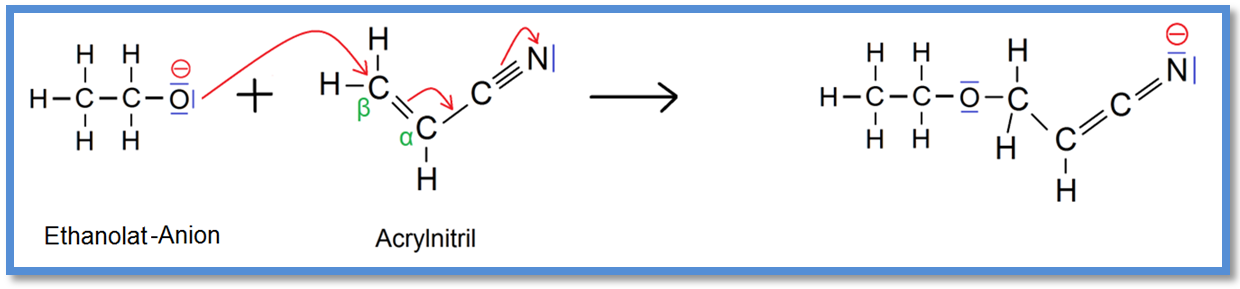 H H ⊖
H–C–C–O|
H H
+
H
H–C C≡N|
β
α C
H
⟶
H H H ⊖
H–C–C–O–C C=N|
H H H C
H
Ethanolat-Anion
Acrylnitril